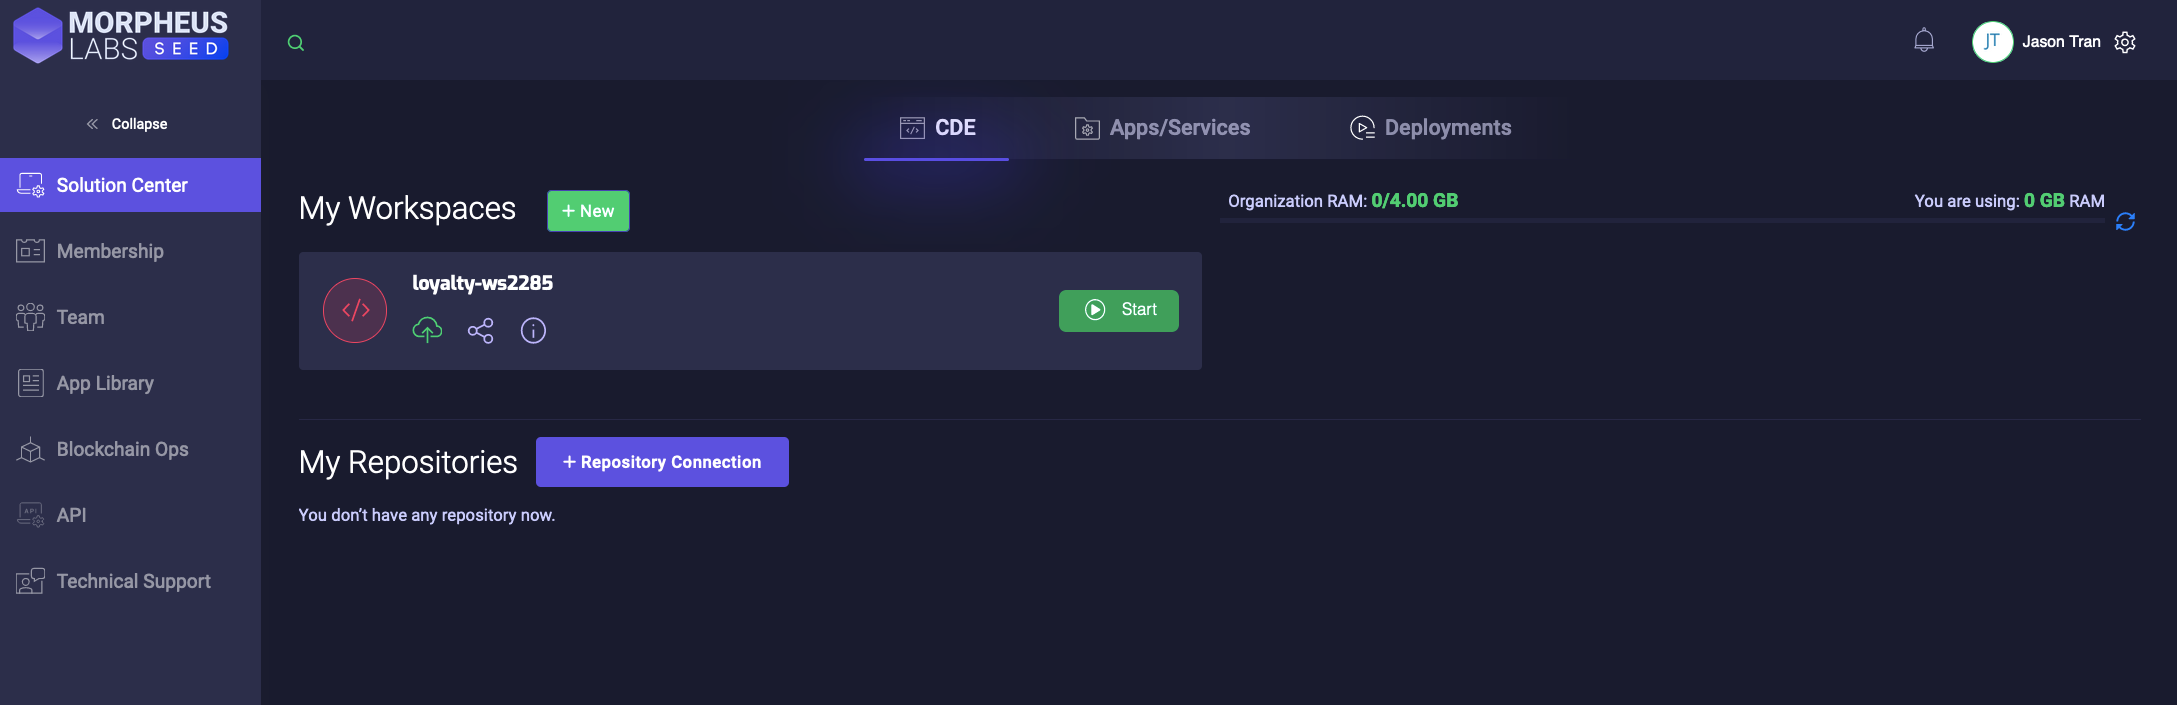 MORPHEUS
LABS SEED
JT Jason Tran
Collapse
CDE Apps/Services Deployments
Solution Center
Membership
Team
App Library
Blockchain Ops
API
API
Technical Support
My Workspaces + New
Organization RAM: 0/4.00 GB You are using: 0 GB RAM
loyalty-ws2285
Start
My Repositories + Repository Connection
You don’t have any repository now.